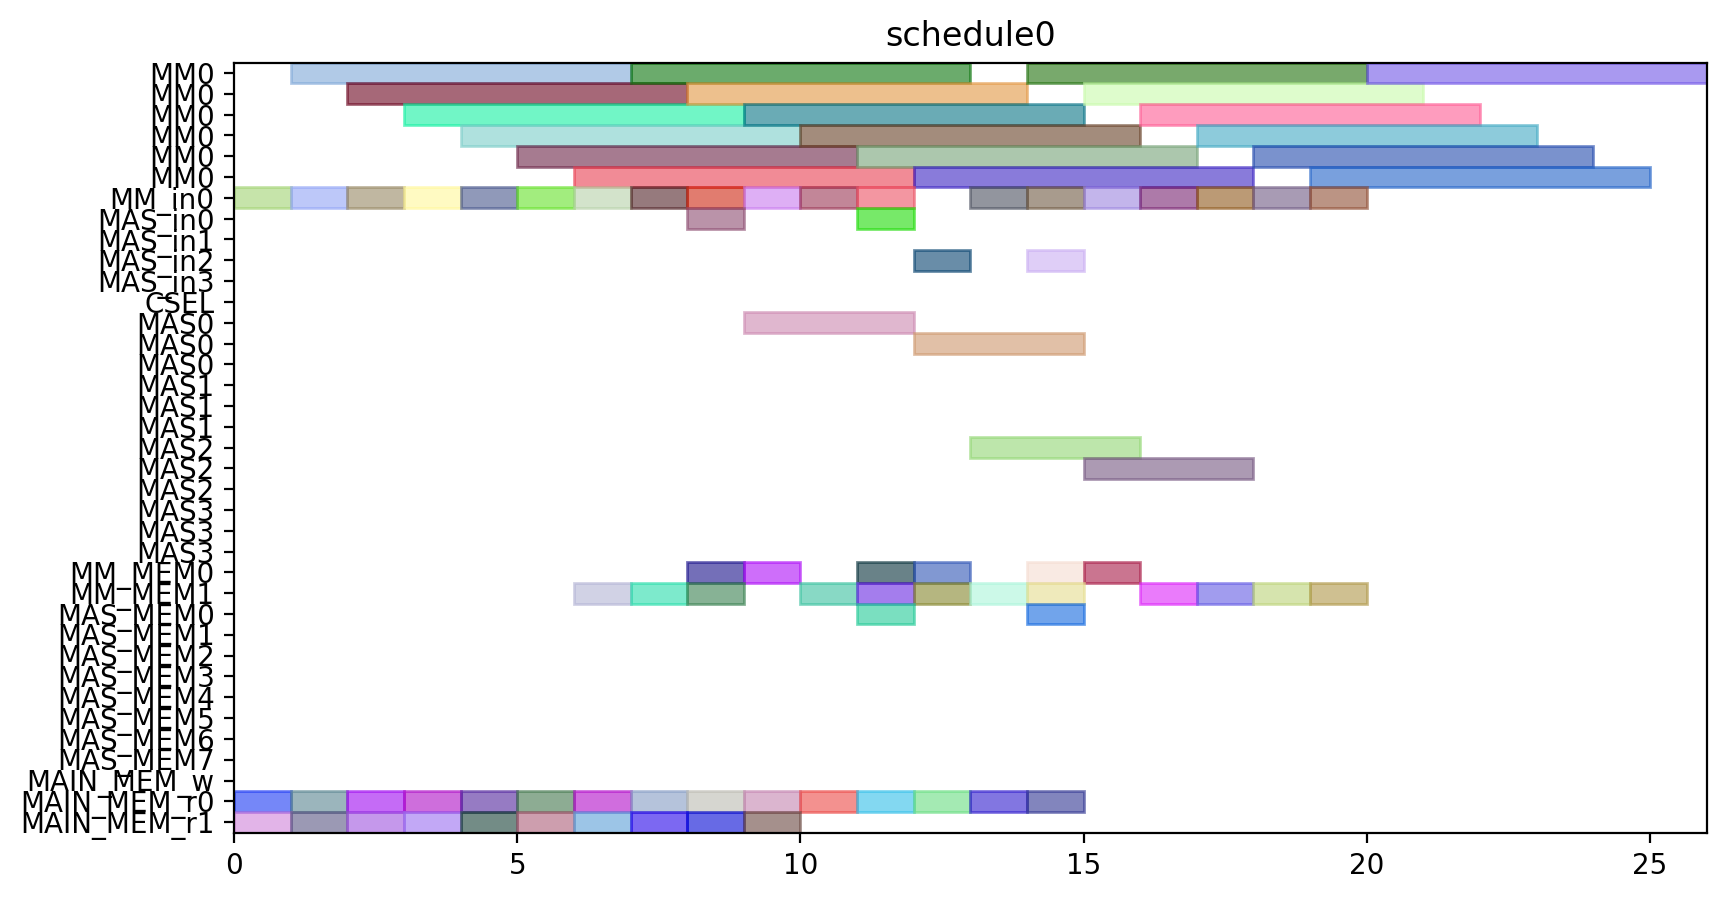 schedule0
MM0
MM0
MM0
MM0
MM0
MM0
MM_in0
MAS_in0
MAS_in1
MAS_in2
MAS_in3
CSEL
MAS0
MAS0
MAS0
MAS1
MAS1
MAS1
MAS2
MAS2
MAS2
MAS3
MAS3
MAS3
MM_MEM0
MM_MEM1
MAS_MEM0
MAS_MEM1
MAS_MEM2
MAS_MEM3
MAS_MEM4
MAS_MEM5
MAS_MEM6
MAS_MEM7
MAIN_MEM_w
MAIN_MEM_r0
MAIN_MEM_r1
0 5 10 15 20 25